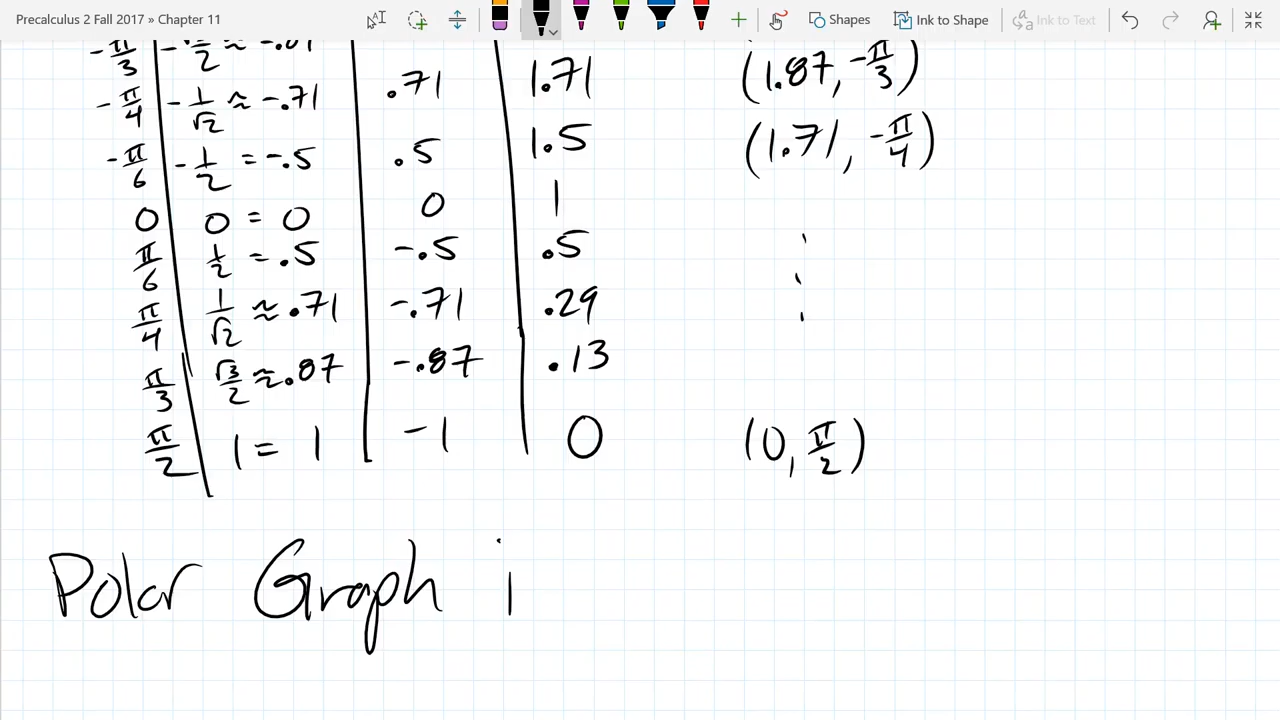 Precalculus 2 Fall 2017 » Chapter 11
Shapes
Ink to Shape
Ink to Text
-π/3 -√3/2 ≈ -.87
(1.87, -π/3)
-π/4 -1/√2 ≈ -.71 .71 1.71
(1.71, -π/4)
-π/6 -1/2 = -.5 .5 1.5
0 0 = 0 0 1
π/6 1/2 = .5 -.5 .5
π/4 1/√2 ≈ .71 -.71 .29
π/3 √3/2 ≈ .87 -.87 .13
π/2 1 = 1 -1 0 (0, π/2)
Polar Graph i